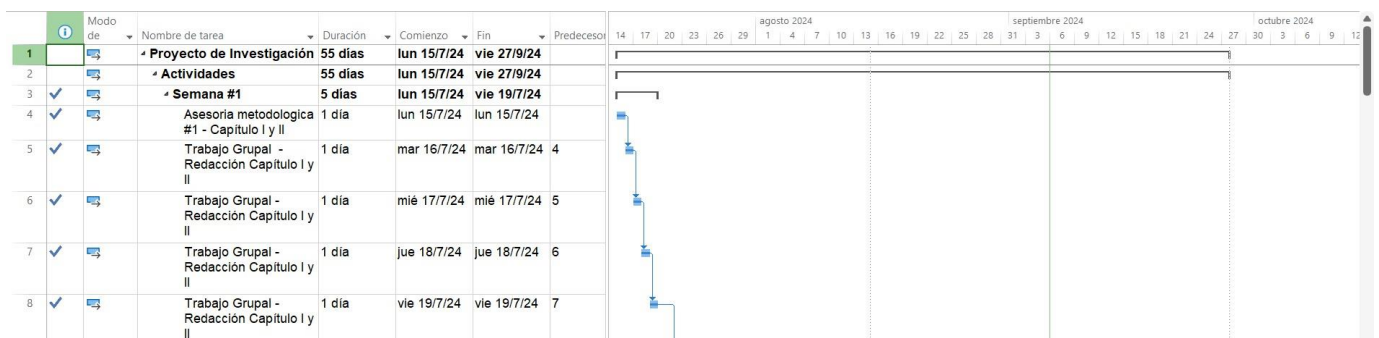 Modo
de Nombre de tarea Duración Comienzo Fin Predecesor
agosto 2024 septiembre 2024 octubre 2024
14 17 20 23 26 29 1 4 7 10 13 16 19 22 25 28 31 3 6 9 12 15 18 21 24 27 30 3 6 9 12
1 Proyecto de Investigación 55 días lun 15/7/24 vie 27/9/24
2 Actividades 55 días lun 15/7/24 vie 27/9/24
3 Semana #1 5 días lun 15/7/24 vie 19/7/24
4 Asesoria metodologica 1 día lun 15/7/24 lun 15/7/24
#1 - Capítulo I y II
5 Trabajo Grupal - 1 día mar 16/7/24 mar 16/7/24 4
Redacción Capítulo I y
II
6 Trabajo Grupal - 1 día mié 17/7/24 mié 17/7/24 5
Redacción Capítulo I y
II
7 Trabajo Grupal - 1 día jue 18/7/24 jue 18/7/24 6
Redacción Capítulo I y
II
8 Trabajo Grupal - 1 día vie 19/7/24 vie 19/7/24 7
Redacción Capítulo I y
II